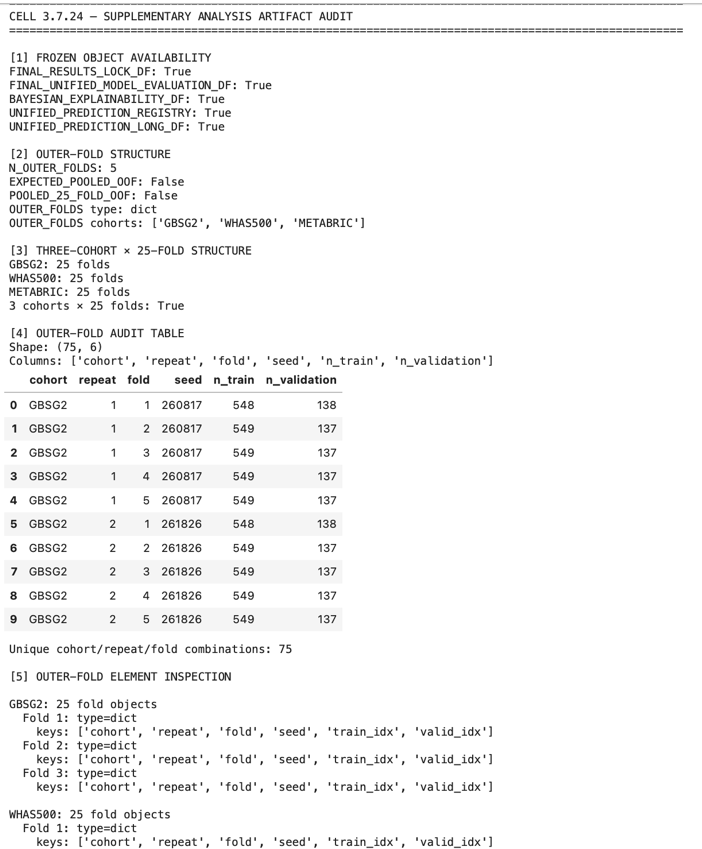 CELL 3.7.24 — SUPPLEMENTARY ANALYSIS ARTIFACT AUDIT
====================================================================================================
[1] FROZEN OBJECT AVAILABILITY
FINAL_RESULTS_LOCK_DF: True
FINAL_UNIFIED_MODEL_EVALUATION_DF: True
BAYESIAN_EXPLAINABILITY_DF: True
UNIFIED_PREDICTION_REGISTRY: True
UNIFIED_PREDICTION_LONG_DF: True
[2] OUTER-FOLD STRUCTURE
N_OUTER_FOLDS: 5
EXPECTED_POOLED_OOF: False
POOLED_25_FOLD_OOF: False
OUTER_FOLDS type: dict
OUTER_FOLDS cohorts: ['GBSG2', 'WHAS500', 'METABRIC']
[3] THREE-COHORT × 25-FOLD STRUCTURE
GBSG2: 25 folds
WHAS500: 25 folds
METABRIC: 25 folds
3 cohorts × 25 folds: True
[4] OUTER-FOLD AUDIT TABLE
Shape: (75, 6)
Columns: ['cohort', 'repeat', 'fold', 'seed', 'n_train', 'n_validation']
cohort repeat fold seed n_train n_validation
0 GBSG2 1 1 260817 548 138
1 GBSG2 1 2 260817 549 137
2 GBSG2 1 3 260817 549 137
3 GBSG2 1 4 260817 549 137
4 GBSG2 1 5 260817 549 137
5 GBSG2 2 1 261826 548 138
6 GBSG2 2 2 261826 549 137
7 GBSG2 2 3 261826 549 137
8 GBSG2 2 4 261826 549 137
9 GBSG2 2 5 261826 549 137
Unique cohort/repeat/fold combinations: 75
[5] OUTER-FOLD ELEMENT INSPECTION
GBSG2: 25 fold objects
Fold 1: type=dict
keys: ['cohort', 'repeat', 'fold', 'seed', 'train_idx', 'valid_idx']
Fold 2: type=dict
keys: ['cohort', 'repeat', 'fold', 'seed', 'train_idx', 'valid_idx']
Fold 3: type=dict
keys: ['cohort', 'repeat', 'fold', 'seed', 'train_idx', 'valid_idx']
WHAS500: 25 fold objects
Fold 1: type=dict
keys: ['cohort', 'repeat', 'fold', 'seed', 'train_idx', 'valid_idx']